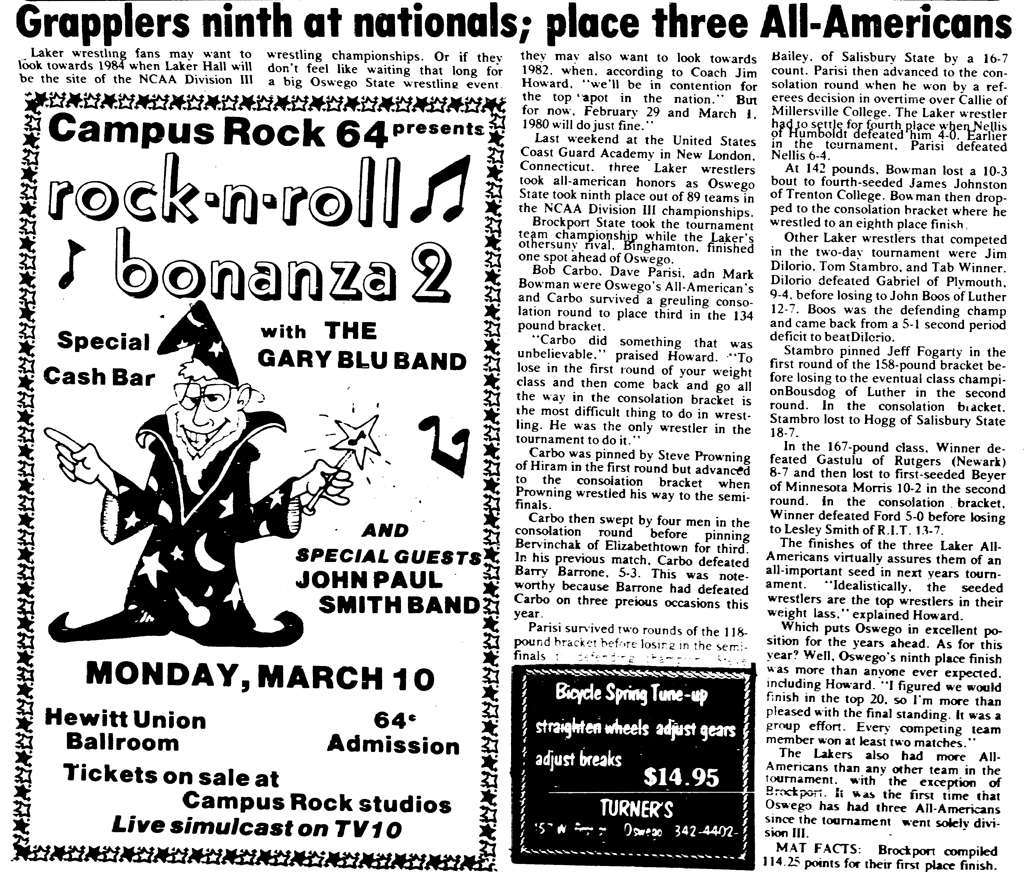 Grapplers ninth at nationals; place three All-Americans
Laker wrestling fans may want to
look towards 1984 when Laker Hall will
be the site of the NCAA Division III
wrestling championships. Or if they
don't feel like waiting that long for
a big Oswego State wrestling event
they may also want to look towards
1982, when, according to Coach Jim
Howard, "we'll be in contention for
the top spot in the nation." But
for now, February 29 and March 1,
1980 will do just fine."
Last weekend at the United States
Coast Guard Academy in New London,
Connecticut, three Laker wrestlers
took all-american honors as Oswego
State took ninth place out of 89 teams in
the NCAA Division III championships.
Brockport State took the tournament
team championship while the Laker's
othersuny rival, Binghamton, finished
one spot ahead of Oswego.
Bob Carbo, Dave Parisi, adn Mark
Bowman were Oswego's All-American's
and Carbo survived a greuling conso-
lation round to place third in the 134
pound bracket.
"Carbo did something that was
unbelievable," praised Howard. "To
lose in the first round of your weight
class and then come back and go all
the way in the consolation bracket is
the most difficult thing to do in wrest-
ling. He was the only wrestler in the
tournament to do it."
Carbo was pinned by Steve Prowning
of Hiram in the first round but advanced
to the consolation bracket when
Prowning wrestled his way to the semi-
finals.
Carbo then swept by four men in the
consolation round before pinning
Bervinchak of Elizabethtown for third.
In his previous match, Carbo defeated
Barry Barrone, 5-3. This was note-
worthy because Barrone had defeated
Carbo on three preious occasions this
year.
Parisi survived two rounds of the 118-
pound bracket before losing in the semi-
finals defending champion Steve
Bailey, of Salisbury State by a 16-7
count. Parisi then advanced to the con-
solation round when he won by a ref-
erees decision in overtime over Callie of
Millersville College. The Laker wrestler
had to settle for fourth place when Nellis
of Humboldt defeated him 4-0. Earlier
in the tournament, Parisi defeated
Nellis 6-4.
At 142 pounds, Bowman lost a 10-3
bout to fourth-seeded James Johnston
of Trenton College. Bowman then drop-
ped to the consolation bracket where he
wrestled to an eighth place finish.
Other Laker wrestlers that competed
in the two-day tournament were Jim
DiIorio, Tom Stambro, and Tab Winner.
DiIorio defeated Gabriel of Plymouth,
9-4, before losing to John Boos of Luther
12-7. Boos was the defending champ
and came back from a 5-1 second period
deficit to beatDilorio.
Stambro pinned Jeff Fogarty in the
first round of the 158-pound bracket be-
fore losing to the eventual class champi-
onBousdog of Luther in the second
round. In the consolation bracket,
Stambro lost to Hogg of Salisbury State
18-7.
In the 167-pound class, Winner de-
feated Gastulu of Rutgers (Newark)
8-7 and then lost to first-seeded Beyer
of Minnesota Morris 10-2 in the second
round. In the consolation bracket,
Winner defeated Ford 5-0 before losing
to Lesley Smith of R.I.T. 13-7.
The finishes of the three Laker All-
Americans virtually assures them of an
all-important seed in next years tourn-
ament. "Idealistically, the seeded
wrestlers are the top wrestlers in their
weight lass," explained Howard.
Which puts Oswego in excellent po-
sition for the years ahead. As for this
year? Well, Oswego's ninth place finish
was more than anyone ever expected,
including Howard. "I figured we would
finish in the top 20, so I'm more than
pleased with the final standing. It was a
group effort. Every competing team
member won at least two matches."
The Lakers also had more All-
Americans than any other team in the
tournament, with the exception of
Brockport. It was the first time that
Oswego has had three All-Americans
since the tournament went solely divi-
sion III.
MAT FACTS: Brockport compiled
114.25 points for their first place finish.
Campus Rock 64 presents
rock-n-roll
bonanza 2
Special
Cash Bar
with THE
GARY BLU BAND
AND
SPECIAL GUESTS
JOHN PAUL
SMITH BAND
MONDAY, MARCH 10
Hewitt Union
Ballroom
64¢
Admission
Tickets on sale at
Campus Rock studios
Live simulcast on TV10
Bicycle Spring Tune-up
straighten wheels adjust gears
adjust breaks
$14.95
TURNER'S
W Oswego 342-4402